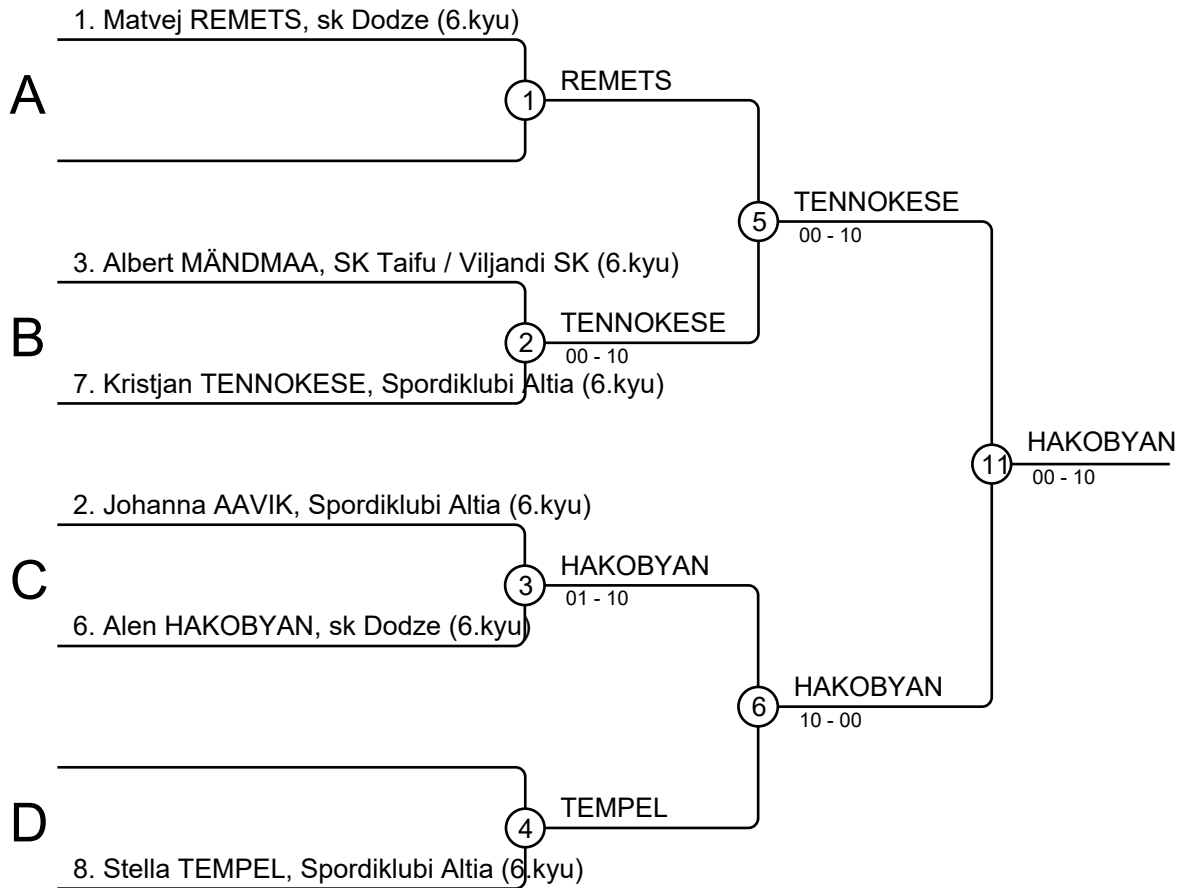 1. Matvej REMETS, sk Dodze (6.kyu)
A
1
REMETS
5
TENNOKESE
00 - 10
3. Albert MÄNDMAA, SK Taifu / Viljandi SK (6.kyu)
B
2
TENNOKESE
00 - 10
7. Kristjan TENNOKESE, Spordiklubi Altia (6.kyu)
11
HAKOBYAN
00 - 10
2. Johanna AAVIK, Spordiklubi Altia (6.kyu)
C
3
HAKOBYAN
01 - 10
6. Alen HAKOBYAN, sk Dodze (6.kyu)
6
HAKOBYAN
10 - 00
D
4
TEMPEL
8. Stella TEMPEL, Spordiklubi Altia (6.kyu)